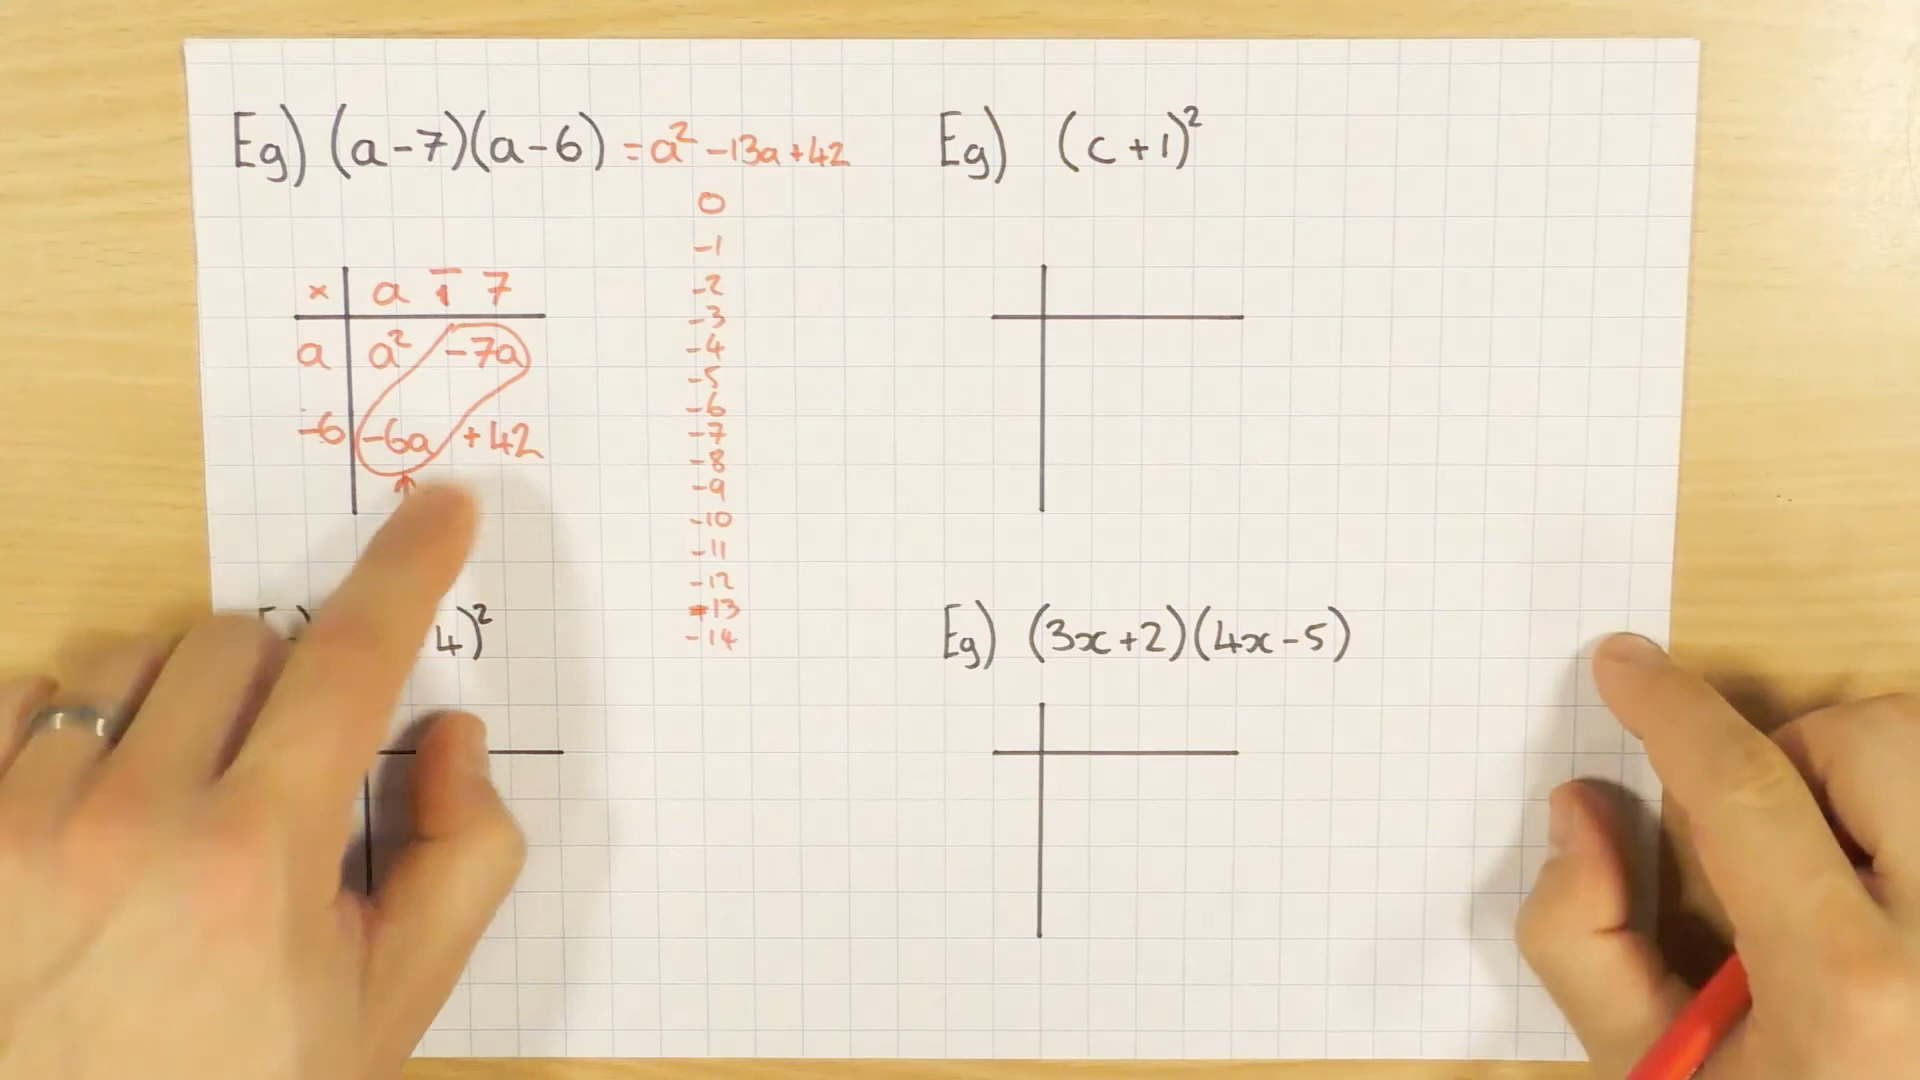 Eg) (a-7)(a-6) = a² -13a+42
0
-1
-2
-3
-4
-5
-6
-7
-8
-9
-10
-11
-12
-13
-14
× a - 7
a a² -7a
-6 -6a +42
Eg) (c+1)²
4)²
Eg) (3x+2)(4x-5)